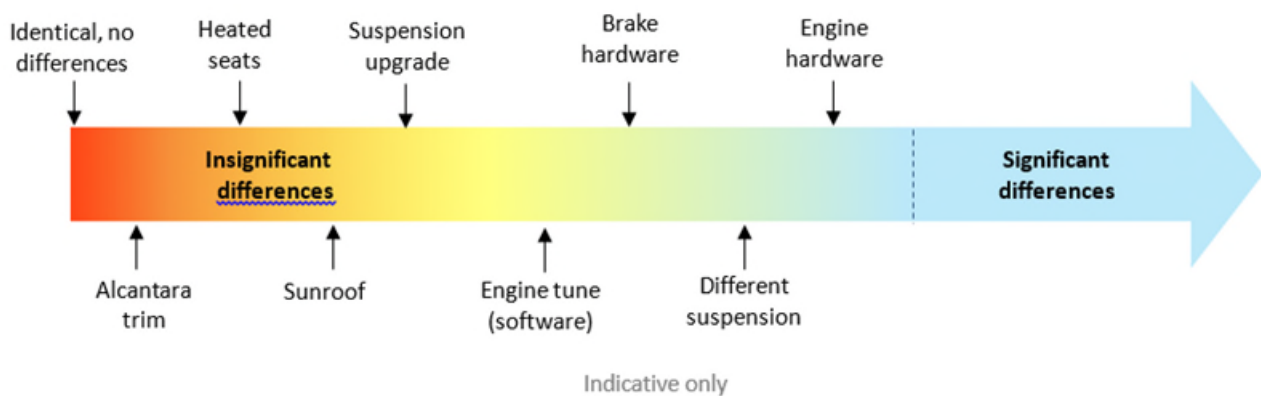 Identical, no
differences
Heated
seats
Suspension
upgrade
Brake
hardware
Engine
hardware
Insignificant
differences
Significant
differences
Alcantara
trim
Sunroof
Engine tune
(software)
Different
suspension
Indicative only